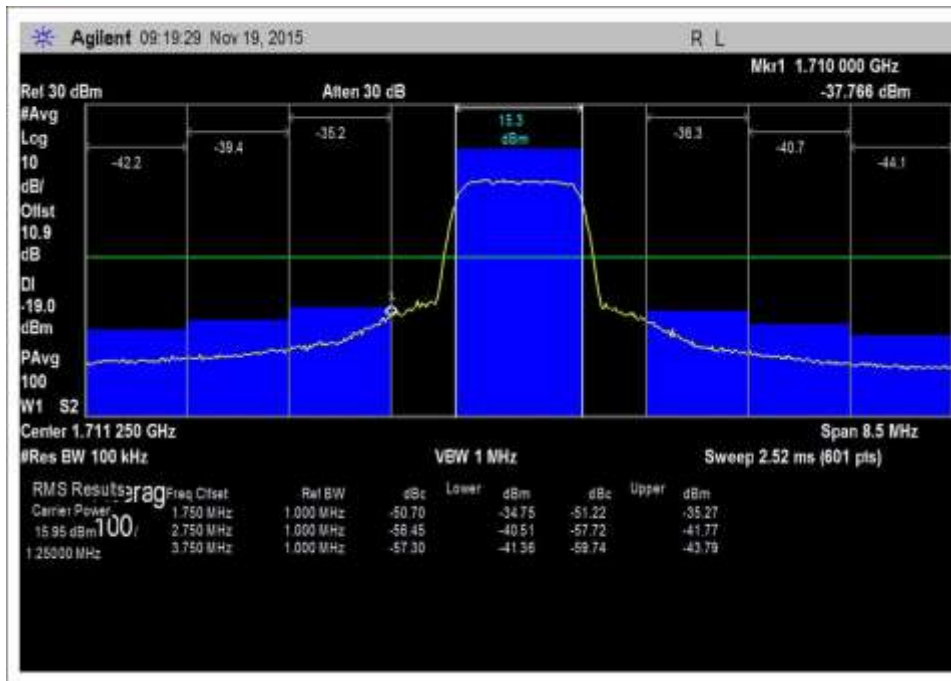 Agilent 09:19:29 Nov 19, 2015 R L
Mkr1 1.710 000 GHz
Ref 30 dBm Atten 30 dB -37.766 dBm
#Avg
Log
10
dB/
Offst
10.9
dB
DI
-19.0
dBm
PAvg
100
W1 S2
-42.2 -39.4 -35.2 15.3 dBm -36.3 -40.7 -44.1
1
Center 1.711 250 GHz Span 8.5 MHz
#Res BW 100 kHz VBW 1 MHz Sweep 2.52 ms (601 pts)
RMS Results Freq Offset Ref BW dBc Lower dBm dBc Upper dBm
Carrier Power 1.750 MHz 1.000 MHz -50.70 -34.75 -51.22 -35.27
15.95 dBm/ 2.750 MHz 1.000 MHz -56.45 -40.51 -57.72 -41.77
1.25000 MHz 3.750 MHz 1.000 MHz -57.30 -41.36 -59.74 -43.79
100